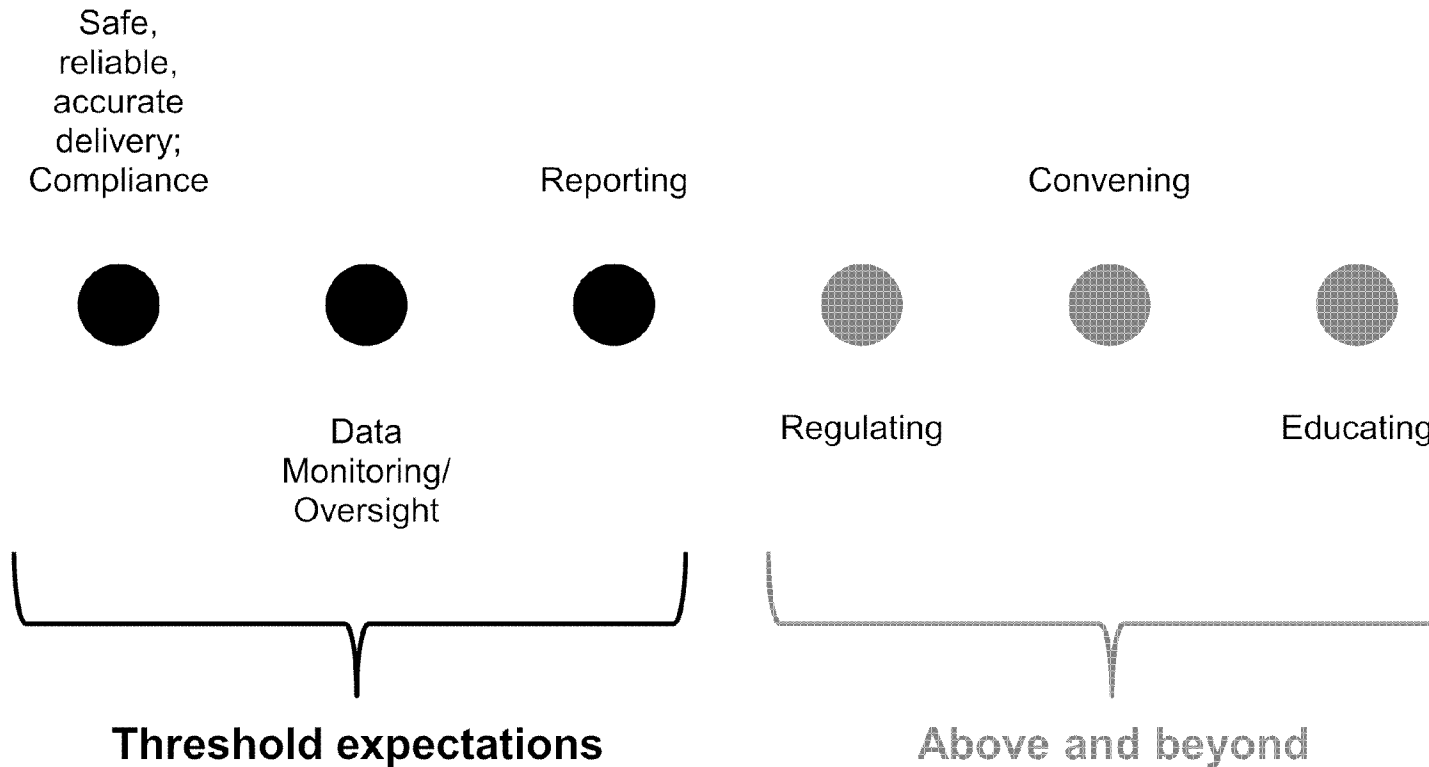 Safe,
reliable,
accurate
delivery;
Compliance
Reporting
Convening
Data
Monitoring/
Oversight
Regulating
Educating
Threshold expectations
Above and beyond